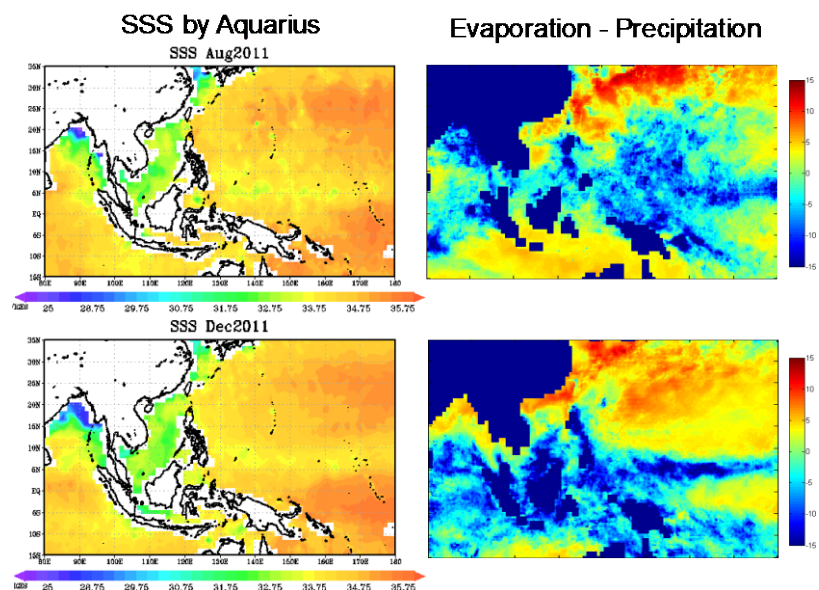 SSS by Aquarius
Evaporation - Precipitation
SSS Aug2011
35N
30N
25N
20N
15N
10N
5N
EQ
5S
10S
15S
80E 90E 100E 110E 120E 130E 140E 150E 160E 170E 180
25 28.75 29.75 30.75 31.75 32.75 33.75 34.75 35.75
15
10
5
0
-5
-10
-15
SSS Dec2011
35N
30N
25N
20N
15N
10N
5N
EQ
5S
10S
15S
80E 90E 100E 110E 120E 130E 140E 150E 160E 170E 180
25 28.75 29.75 30.75 31.75 32.75 33.75 34.75 35.75
15
10
5
0
-5
-10
-15